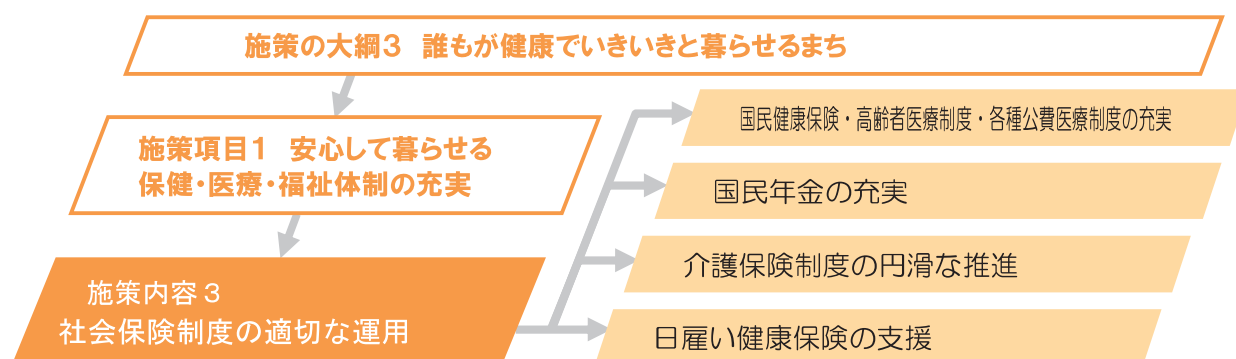 施策の大綱３　誰もが健康でいきいきと暮らせるまち
施策項目１　安心して暮らせる
保健・医療・福祉体制の充実
施策内容３
社会保険制度の適切な運用
国民健康保険・高齢者医療制度・各種公費医療制度の充実
国民年金の充実
介護保険制度の円滑な推進
日雇い健康保険の支援